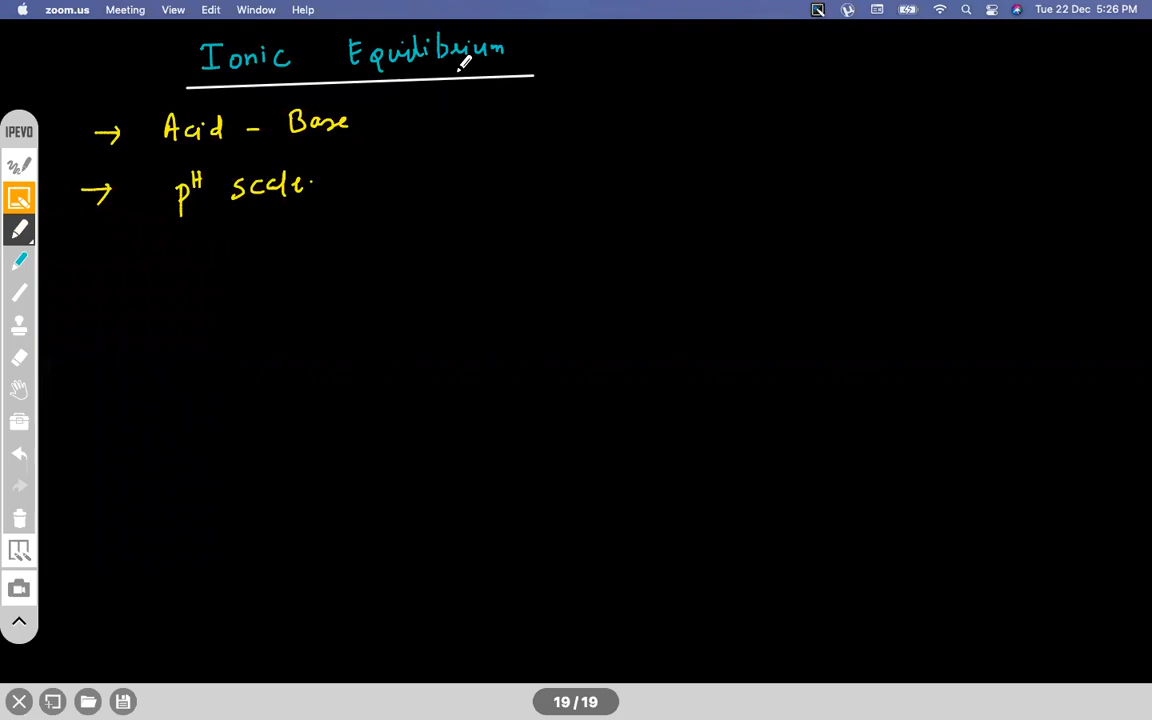 zoom.us Meeting View Edit Window Help Tue 22 Dec 5:26 PM
Ionic Equilibrium
→ Acid - Base
→ pH scale.
IPEVO
19/19